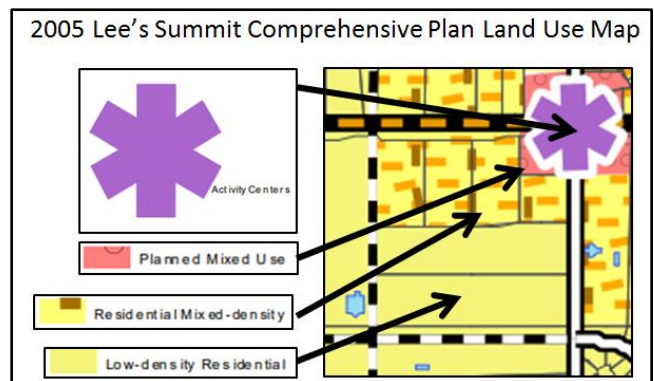 2005 Lee's Summit Comprehensive Plan Land Use Map
Activity Centers
Planned Mixed Use
Residential Mixed-density
Low-density Residential